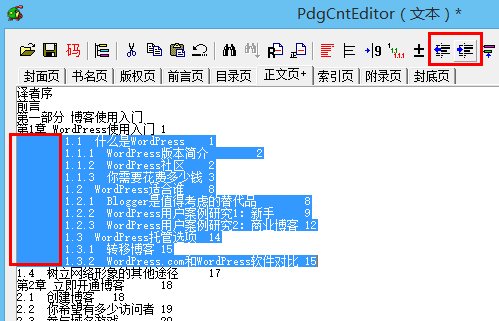 PdgCntEditor（文本）*
码 9 1.1.1 ±
封面页 书名页 版权页 前言页 目录页 正文页+ 索引页 附录页 封底页
译者序
前言
第一部分 博客使用入门
第1章 WordPress使用入门 1
1.1 什么是WordPress 1
1.1.1 WordPress版本简介 2
1.1.2 WordPress社区 2
1.1.3 你需要花费多少钱 3
1.2 WordPress适合谁 8
1.2.1 Blogger是值得考虑的替代品 8
1.2.2 WordPress用户案例研究1：新手 9
1.2.3 WordPress用户案例研究2：商业博客 12
1.3 WordPress托管选项 14
1.3.1 转移博客 15
1.3.2 WordPress.com和WordPress软件对比 15
1.4 树立网络形象的其他途径 17
第2章 立即开通博客 18
2.1 创建博客 18
2.2 你希望有多少访问者 19
2.3 20